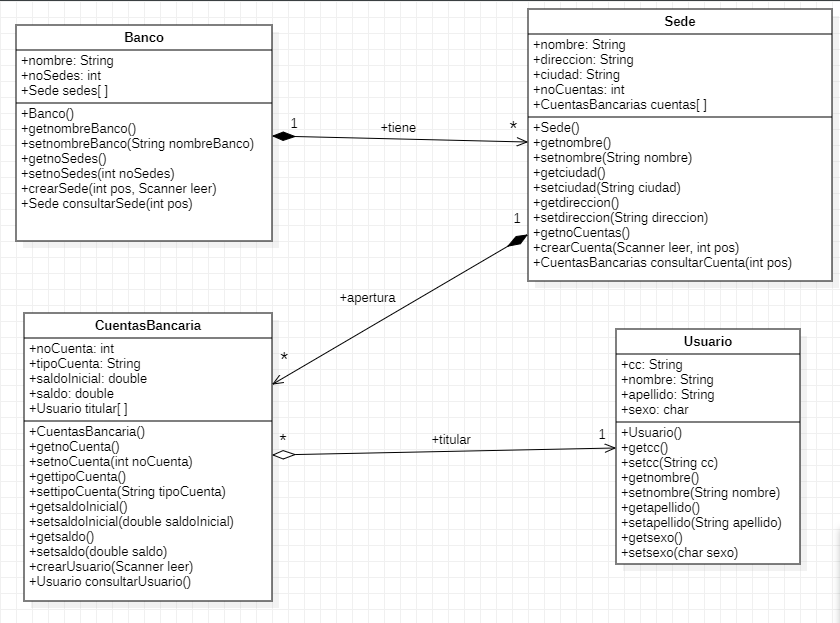 Banco
+nombre: String
+noSedes: int
+Sede sedes[ ]
+Banco()
+getnombreBanco()
+setnombreBanco(String nombreBanco)
+getnoSedes()
+setnoSedes(int noSedes)
+crearSede(int pos, Scanner leer)
+Sede consultarSede(int pos)
1
+tiene
*
Sede
+nombre: String
+direccion: String
+ciudad: String
+noCuentas: int
+CuentasBancarias cuentas[ ]
+Sede()
+getnombre()
+setnombre(String nombre)
+getciudad()
+setciudad(String ciudad)
+getdireccion()
+setdireccion(String direccion)
+getnoCuentas()
+crearCuenta(Scanner leer, int pos)
+CuentasBancarias consultarCuenta(int pos)
1
+apertura
*
CuentasBancaria
+noCuenta: int
+tipoCuenta: String
+saldoInicial: double
+saldo: double
+Usuario titular[ ]
+CuentasBancaria()
+getnoCuenta()
+setnoCuenta(int noCuenta)
+gettipoCuenta()
+settipoCuenta(String tipoCuenta)
+getsaldoInicial()
+setsaldoInicial(double saldoInicial)
+getsaldo()
+setsaldo(double saldo)
+crearUsuario(Scanner leer)
+Usuario consultarUsuario()
*
+titular
1
Usuario
+cc: String
+nombre: String
+apellido: String
+sexo: char
+Usuario()
+getcc()
+setcc(String cc)
+getnombre()
+setnombre(String nombre)
+getapellido()
+setapellido(String apellido)
+getsexo()
+setsexo(char sexo)